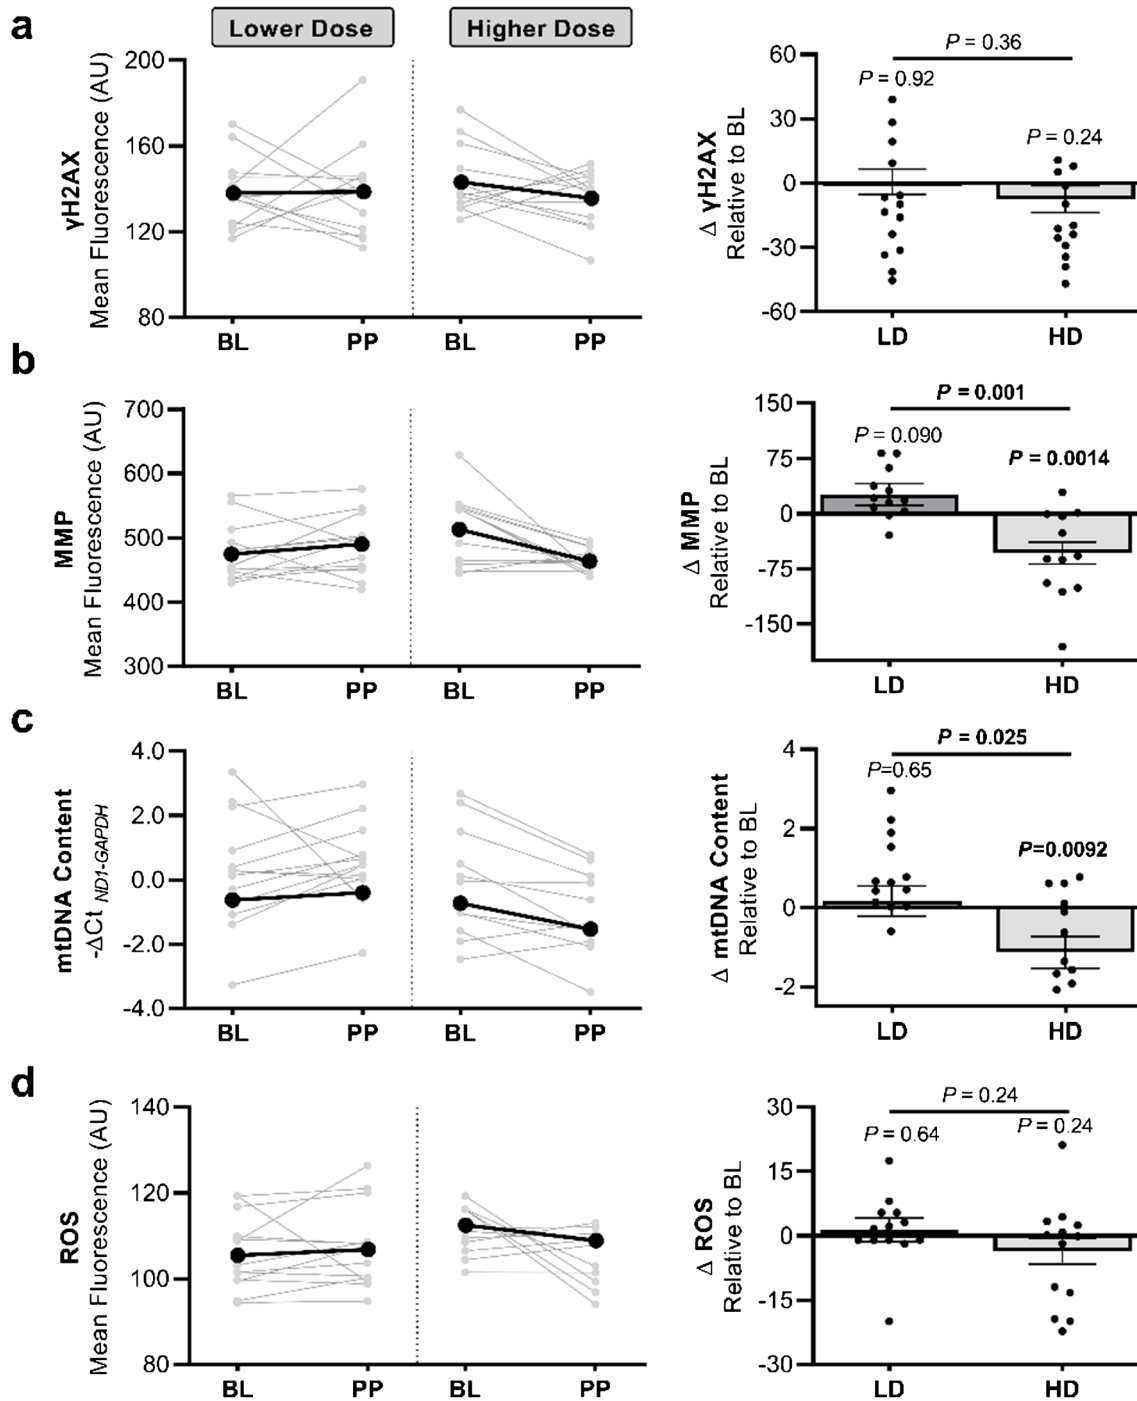 a
Lower Dose
Higher Dose
γH2AX
Mean Fluorescence (AU)
200
160
120
80
BL
PP
BL
PP
Δ γH2AX
Relative to BL
60
30
0
-30
-60
P = 0.36
P = 0.92
P = 0.24
LD
HD
b
MMP
Mean Fluorescence (AU)
700
600
500
400
300
BL
PP
BL
PP
Δ MMP
Relative to BL
150
75
0
-75
-150
P = 0.001
P = 0.090
P = 0.0014
LD
HD
c
mtDNA Content
-ΔCt ND1-GAPDH
4.0
2.0
0.0
-2.0
-4.0
BL
PP
BL
PP
Δ mtDNA Content
Relative to BL
4
2
0
-2
P = 0.025
P=0.65
P=0.0092
LD
HD
d
ROS
Mean Fluorescence (AU)
140
120
100
80
BL
PP
BL
PP
Δ ROS
Relative to BL
30
15
0
-15
-30
P = 0.24
P = 0.64
P = 0.24
LD
HD